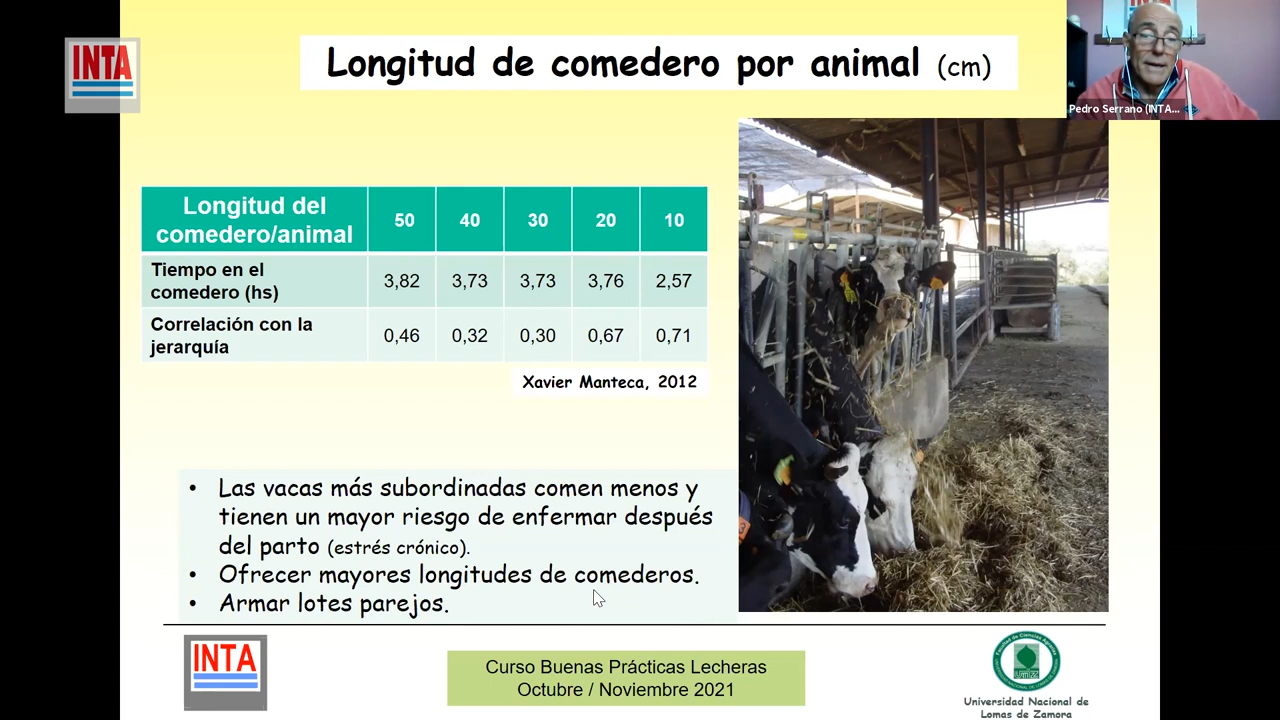 INTA
Longitud de comedero por animal (cm)
Pedro Serrano (INTA...
Longitud del
comedero/animal
50
40
30
20
10
Tiempo en el
comedero (hs)
3,82
3,73
3,73
3,76
2,57
Correlación con la
jerarquía
0,46
0,32
0,30
0,67
0,71
Xavier Manteca, 2012
• Las vacas más subordinadas comen menos y
tienen un mayor riesgo de enfermar después
del parto (estrés crónico).
• Ofrecer mayores longitudes de comederos.
• Armar lotes parejos.
INTA
Curso Buenas Prácticas Lecheras
Octubre / Noviembre 2021
Universidad Nacional de
Lomas de Zamora